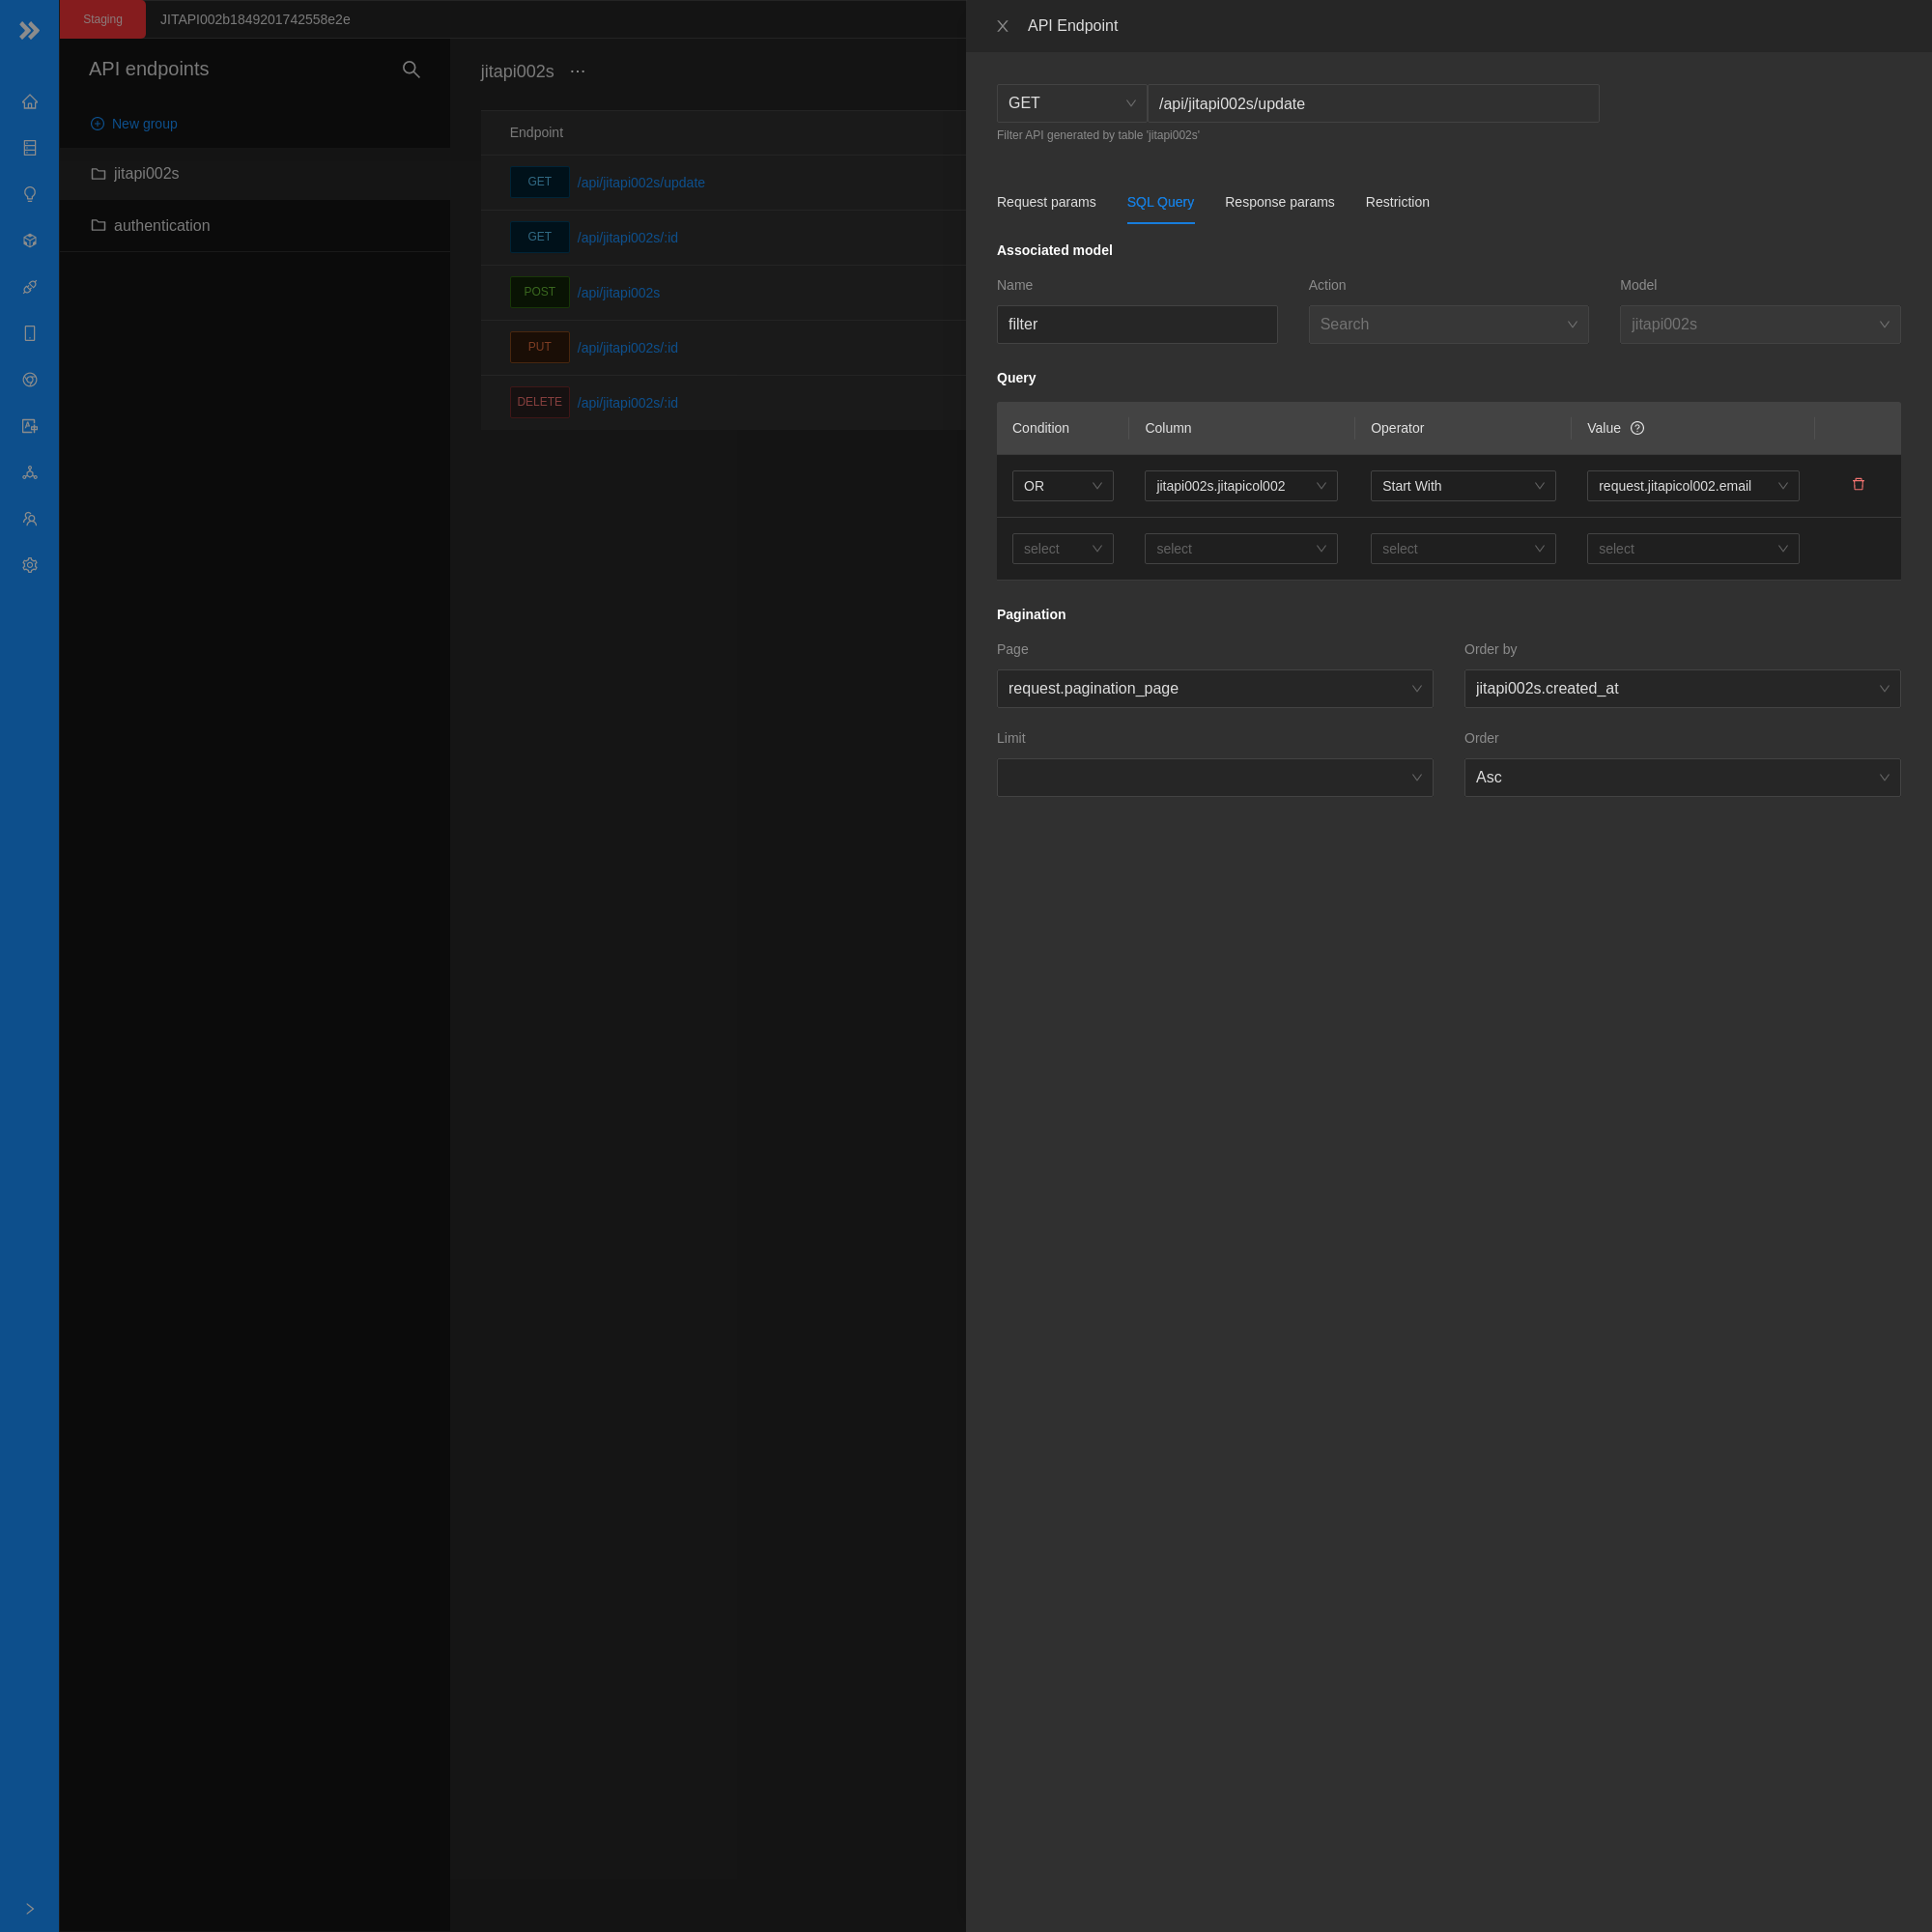 Staging
JITAPI002b1849201742558e2e
API endpoints
New group
jitapi002s
authentication
jitapi002s ···
Endpoint
GET /api/jitapi002s/update
GET /api/jitapi002s/:id
POST /api/jitapi002s
PUT /api/jitapi002s/:id
DELETE /api/jitapi002s/:id
API Endpoint
GET /api/jitapi002s/update
Filter API generated by table 'jitapi002s'
Request params SQL Query Response params Restriction
Associated model
Name Action Model
filter Search jitapi002s
Query
Condition Column Operator Value
OR jitapi002s.jitapicol002 Start With request.jitapicol002.email
select select select select
Pagination
Page Order by
request.pagination_page jitapi002s.created_at
Limit Order
Asc